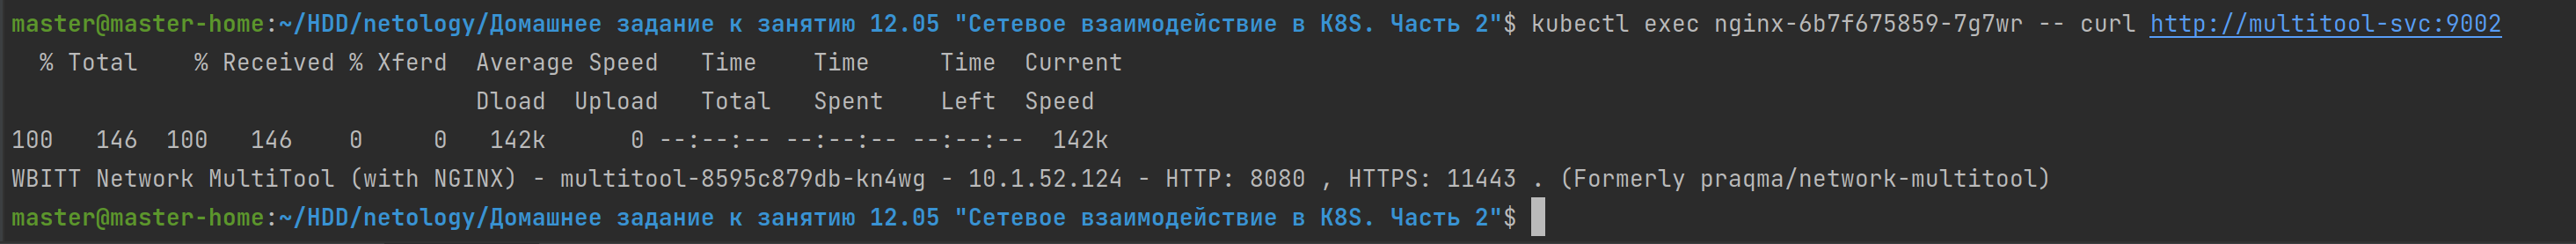 master@master-home:~/HDD/netology/Домашнее задание к занятию 12.05 "Сетевое взаимодействие в K8S. Часть 2"$ kubectl exec nginx-6b7f675859-7g7wr -- curl http://multitool-svc:9002
  % Total    % Received % Xferd  Average Speed   Time    Time     Time  Current
                                 Dload  Upload   Total   Spent    Left  Speed
100   146  100   146    0     0   142k      0 --:--:-- --:--:-- --:--:--  142k
WBITT Network MultiTool (with NGINX) - multitool-8595c879db-kn4wg - 10.1.52.124 - HTTP: 8080 , HTTPS: 11443 . (Formerly praqma/network-multitool)
master@master-home:~/HDD/netology/Домашнее задание к занятию 12.05 "Сетевое взаимодействие в K8S. Часть 2"$